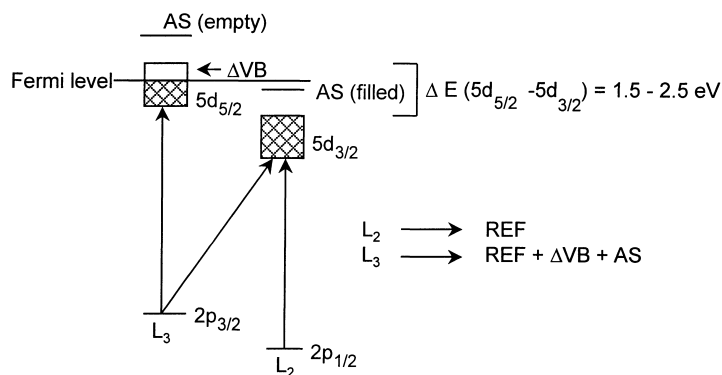 AS (empty)
ΔVB
Fermi level
5d5/2
AS (filled)
Δ E (5d5/2 -5d3/2) = 1.5 - 2.5 eV
5d3/2
L2 REF
L3 REF + ΔVB + AS
2p3/2
L3
2p1/2
L2